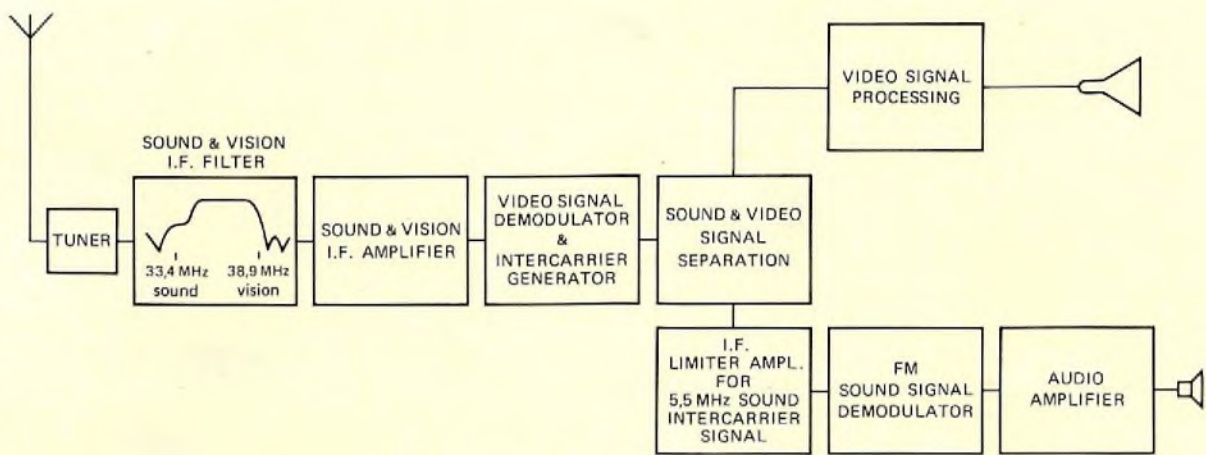 VIDEO SIGNAL
PROCESSING
SOUND & VISION
I.F. FILTER
TUNER
33,4 MHz
sound
38,9 MHz
vision
SOUND & VISION
I.F. AMPLIFIER
VIDEO SIGNAL
DEMODULATOR
&
INTERCARRIER
GENERATOR
SOUND & VIDEO
SIGNAL
SEPARATION
I.F.
LIMITER AMPL.
FOR
5,5 MHz SOUND
INTERCARRIER
SIGNAL
FM
SOUND SIGNAL
DEMODULATOR
AUDIO
AMPLIFIER